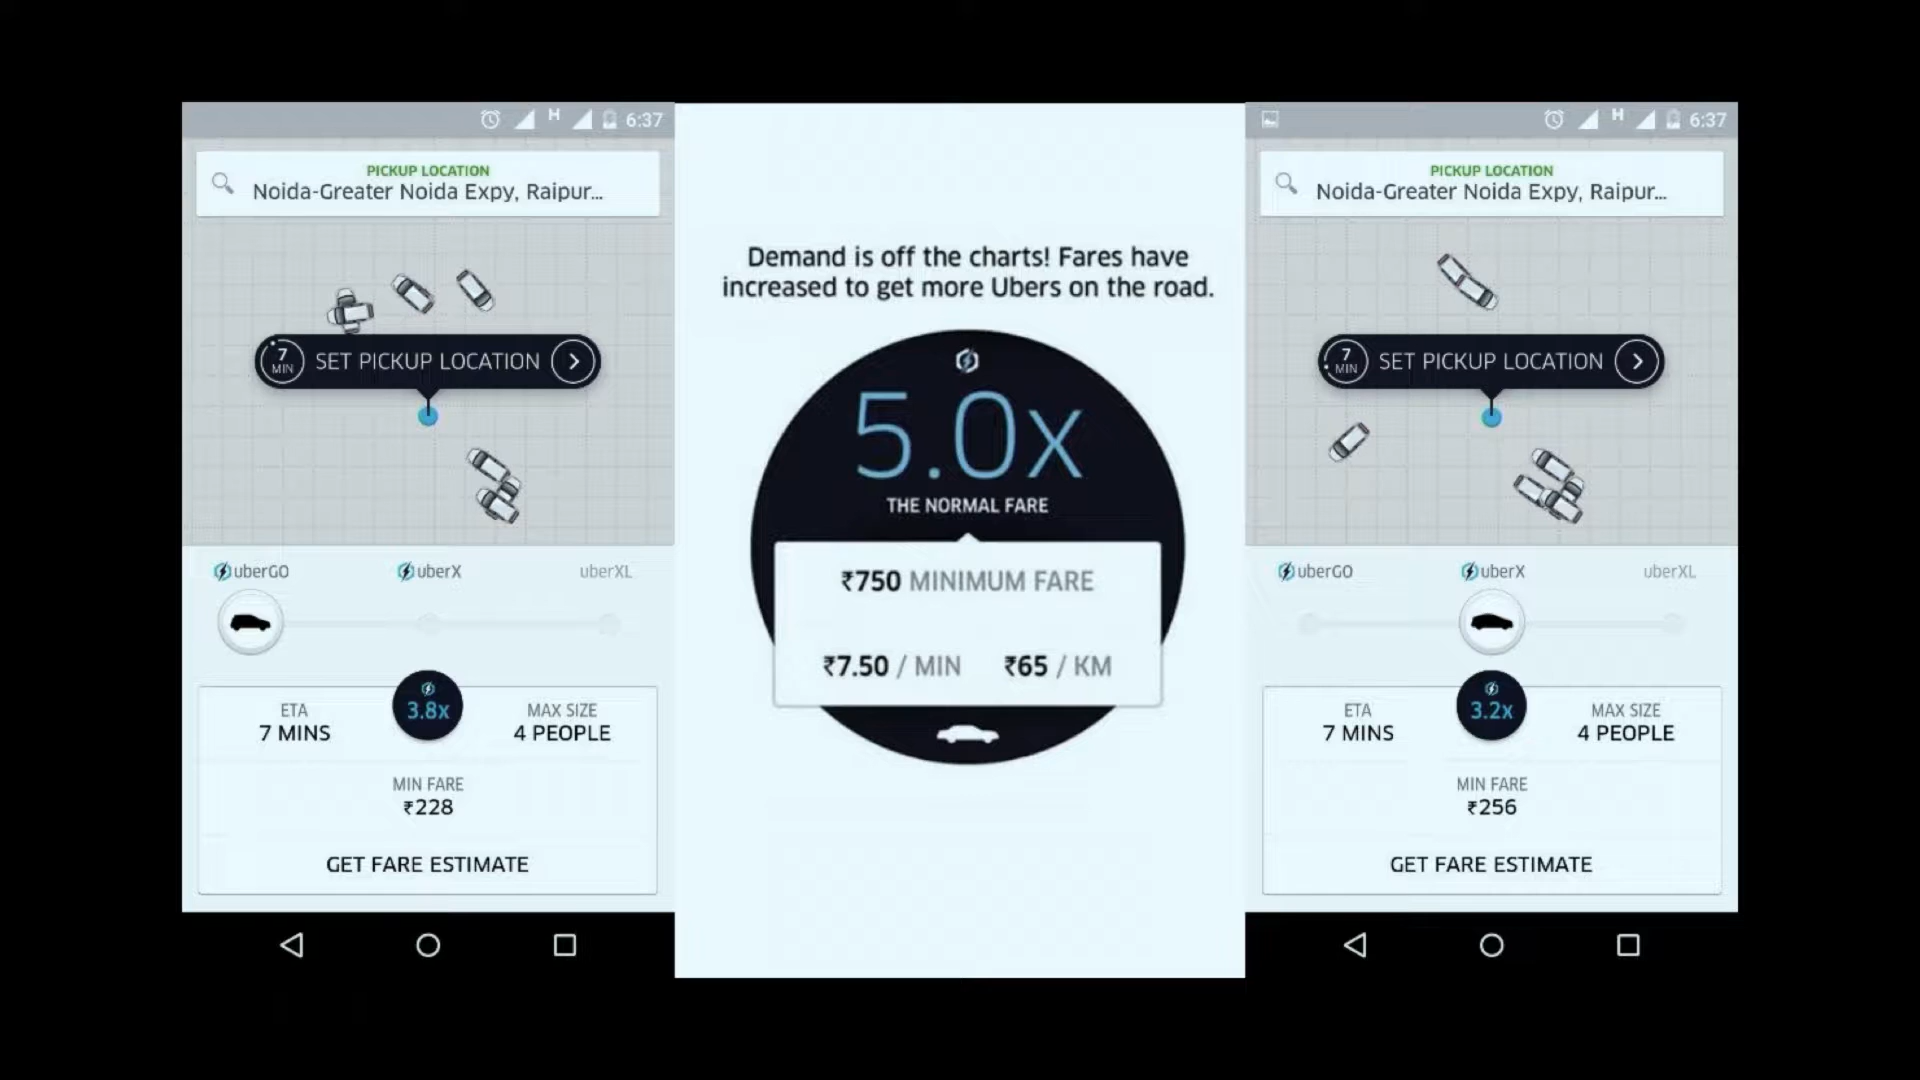 6:37
PICKUP LOCATION
Noida-Greater Noida Expy, Raipur...
7
MIN
SET PICKUP LOCATION
uberGO
uberX
uberXL
ETA
7 MINS
3.8x
MAX SIZE
4 PEOPLE
MIN FARE
₹228
GET FARE ESTIMATE
Demand is off the charts! Fares have
increased to get more Ubers on the road.
5.0x
THE NORMAL FARE
₹750 MINIMUM FARE
₹7.50 / MIN ₹65 / KM
H 6:37
PICKUP LOCATION
Noida-Greater Noida Expy, Raipur...
7
MIN
SET PICKUP LOCATION
uberGO
uberX
uberXL
ETA
7 MINS
3.2x
MAX SIZE
4 PEOPLE
MIN FARE
₹256
GET FARE ESTIMATE